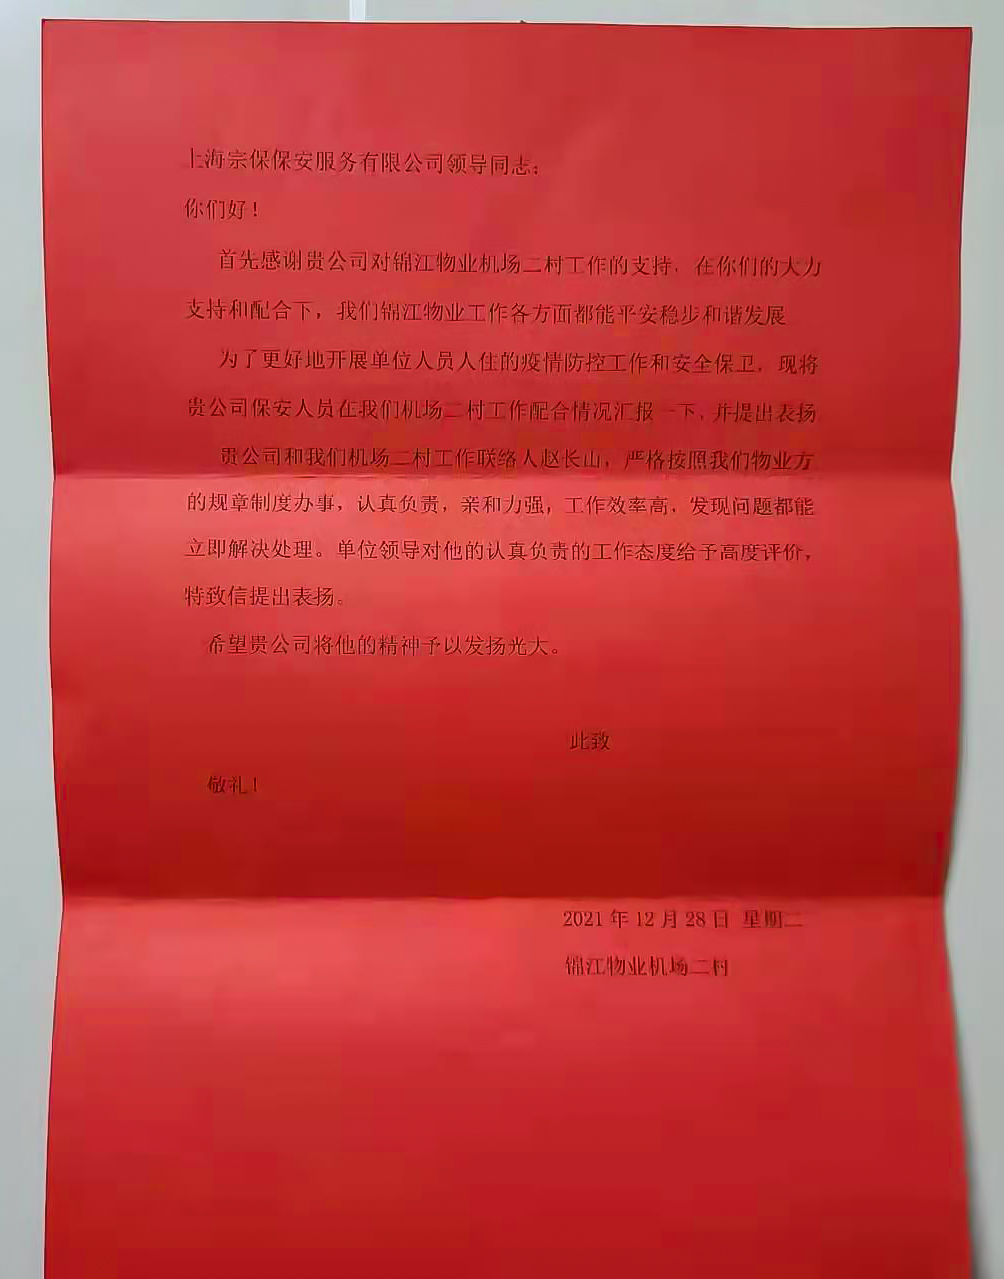 上海宗保保安服务有限公司领导同志：
你们好！
首先感谢贵公司对锦江物业机场二村工作的支持，在你们的大力
支持和配合下，我们锦江物业工作各方面都能平安稳步和谐发展
为了更好地开展单位人员人住的疫情防控工作和安全保卫，现将
贵公司保安人员在我们机场二村工作配合情况汇报一下，并提出表扬
贵公司和我们机场二村工作联络人赵长山，严格按照我们物业方
的规章制度办事，认真负责，亲和力强，工作效率高，发现问题都能
立即解决处理。单位领导对他的认真负责的工作态度给予高度评价，
特致信提出表扬。
希望贵公司将他的精神予以发扬光大。
此致
敬礼！
2021 年 12 月 28 日 星期二
锦江物业机场二村